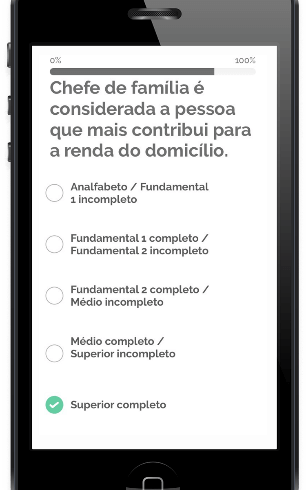 0%
100%
Chefe de família é
considerada a pessoa
que mais contribui para
a renda do domicílio.
Analfabeto / Fundamental
1 incompleto
Fundamental 1 completo /
Fundamental 2 incompleto
Fundamental 2 completo /
Médio incompleto
Médio completo /
Superior incompleto
Superior completo